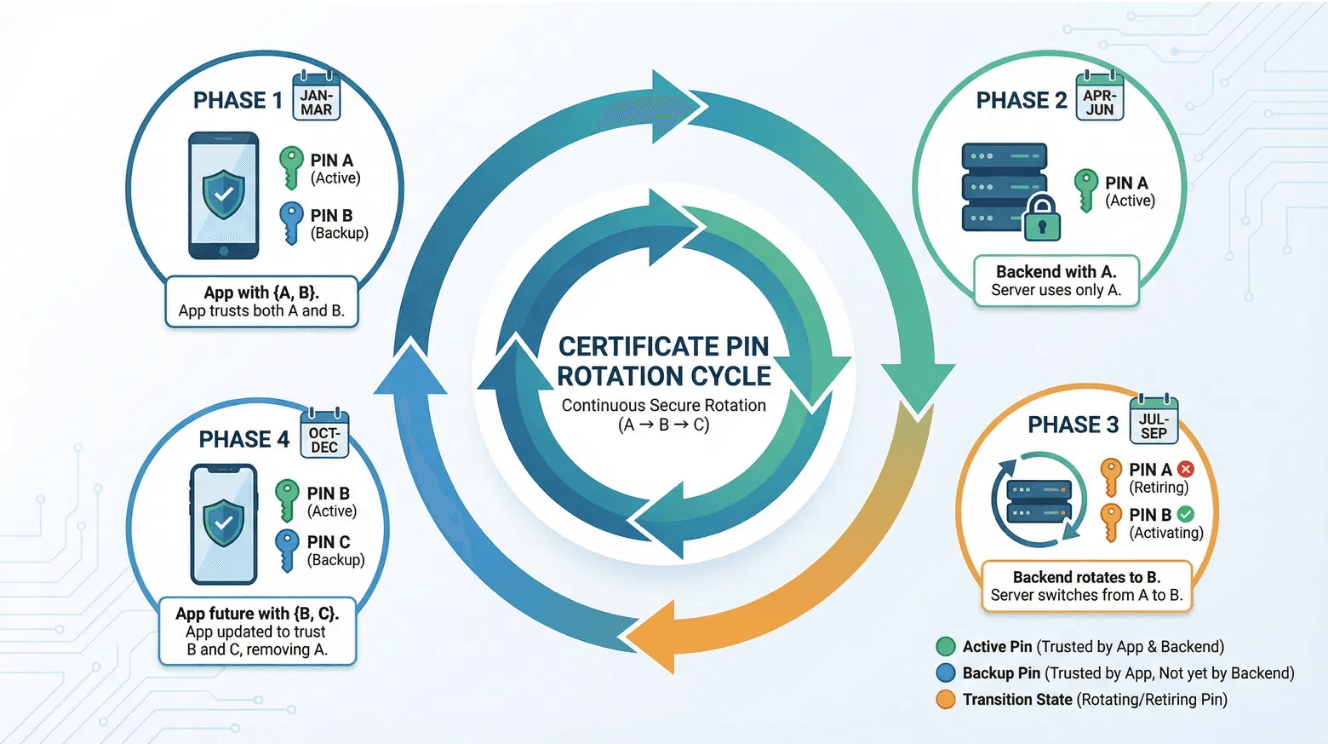 PHASE 1
JAN-
MAR
PIN A
(Active)
PIN B
(Backup)
App with {A, B}.
App trusts both A and B.
PHASE 2
APR-
JUN
PIN A
(Active)
Backend with A.
Server uses only A.
CERTIFICATE PIN
ROTATION CYCLE
Continuous Secure Rotation
(A → B → C)
PHASE 3
JUL-
SEP
PIN A
(Retiring)
PIN B
(Activating)
Backend rotates to B.
Server switches from A to B.
PHASE 4
OCT-
DEC
PIN B
(Active)
PIN C
(Backup)
App future with {B, C}.
App updated to trust
B and C, removing A.
Active Pin (Trusted by App & Backend)
Backup Pin (Trusted by App, Not yet by Backend)
Transition State (Rotating/Retiring Pin)